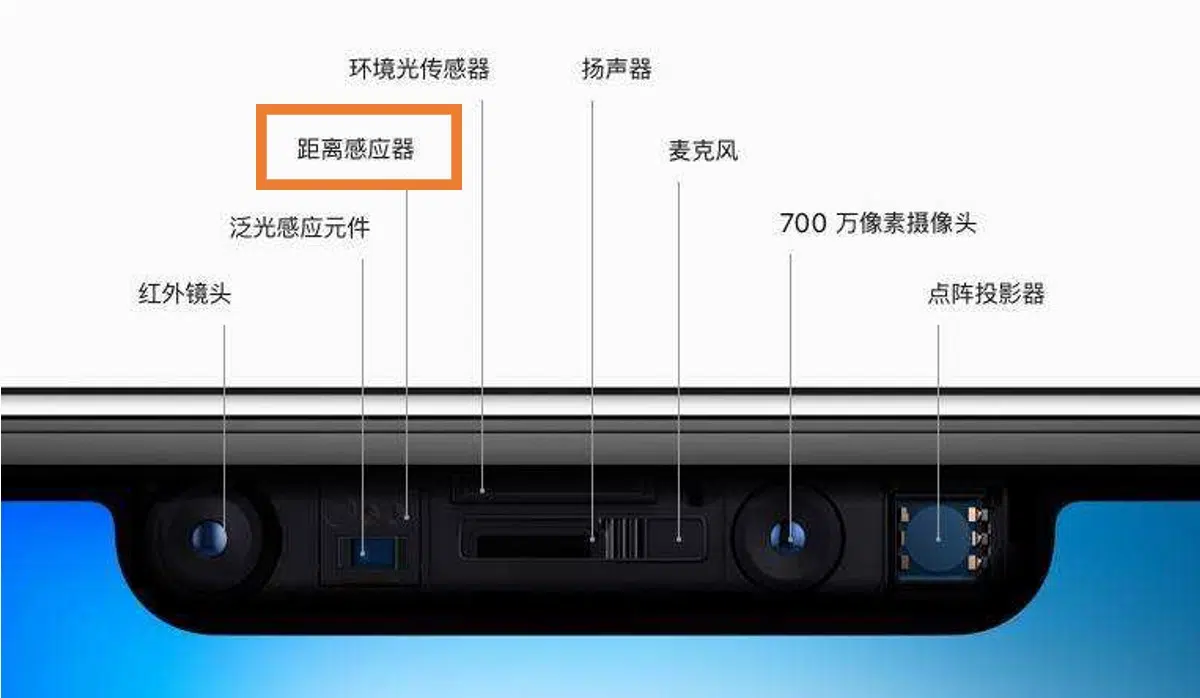 环境光传感器
扬声器
距离感应器
麦克风
泛光感应元件
700 万像素摄像头
红外镜头
点阵投影器